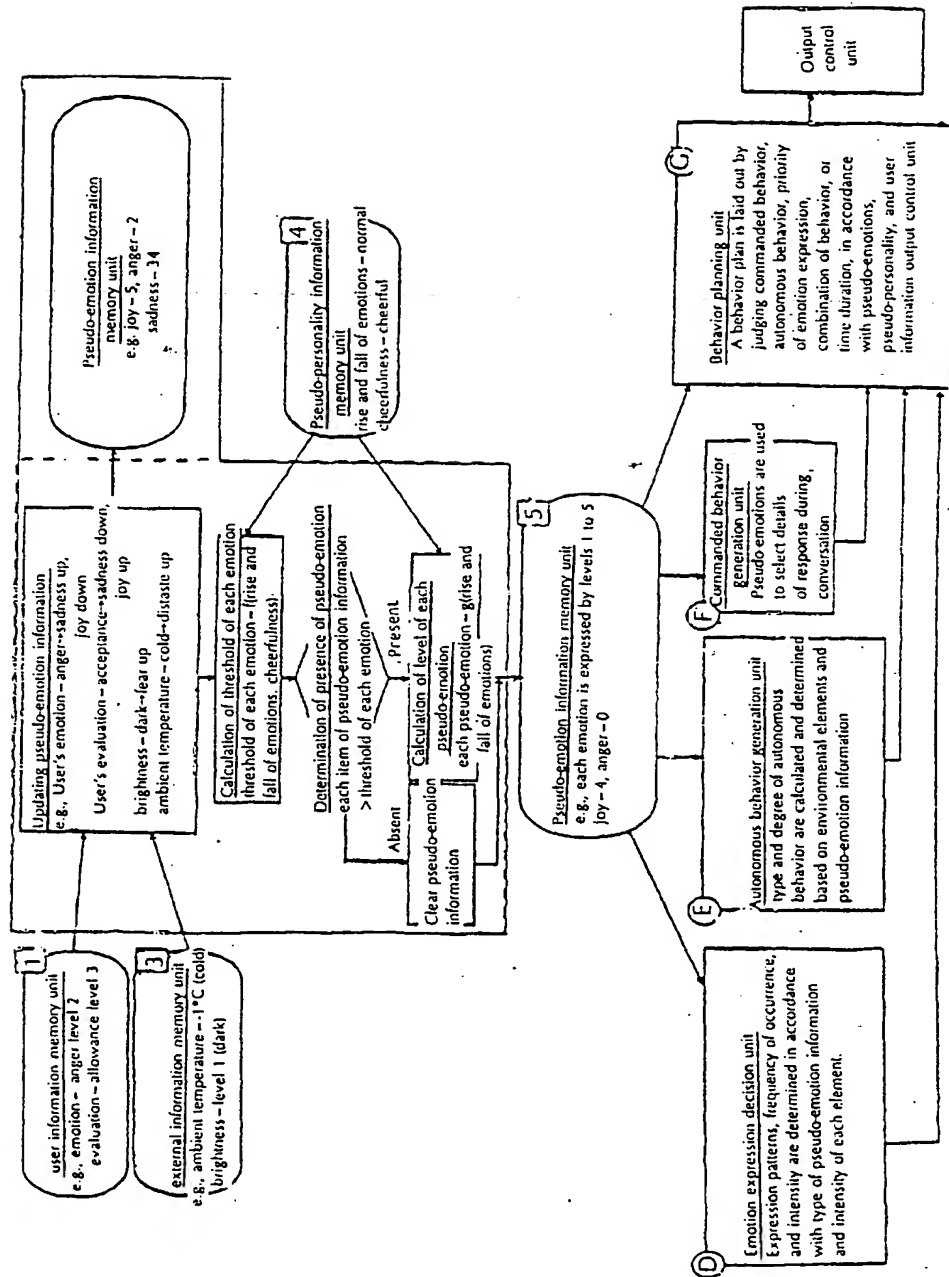 1
user information memory unit
e.g., emotion – anger level 2
evaluation – allowance level 3
3
external information memory unit
e.g., ambient temperature – -1°C (cold)
brightness – level 1 (dark)
Updating pseudo-emotion information
e.g., User's emotion – anger→sadness up,
joy down
User's evaluation – acceptance→sadness down,
joy up
brightness – dark→fear up
ambient temperature – cold→distaste up
Pseudo-emotion information
memory unit
e.g. joy – 5, anger – 2
sadness – 34
Calculation of threshold of each emotion
threshold of each emotion – f(rise and
fall of emotions, cheerfulness)
Determination of presence of pseudo-emotion
each item of pseudo-emotion information
> threshold of each emotion
Absent
Present
Clear pseudo-emotion
information
Calculation of level of each
pseudo-emotion
each pseudo-emotion – g(rise and
fall of emotions)
4
Pseudo-personality information
memory unit
rise and fall of emotions – normal
cheerfulness – cheerful
5
Pseudo-emotion information memory unit
e.g., each emotion is expressed by levels 1 to 5
Joy – 4, anger – 0
D
Emotion expression decision unit
Expression patterns, frequency of occurrence,
and intensity are determined in accordance
with type of pseudo-emotion information
and intensity of each element.
E
Autonomous behavior generation unit
type and degree of autonomous
behavior are calculated and determined
based on environmental elements and
pseudo-emotion information
F
Commanded behavior
generation unit
Pseudo-emotions are used
to select details
of response during
conversation
G
Behavior planning unit
A behavior plan is laid out by
judging commanded behavior,
autonomous behavior, priority
of emotion expression,
combination of behavior, or
time duration, in accordance
with pseudo-emotions,
pseudo-personality, and user
information output control unit
Output
control
unit